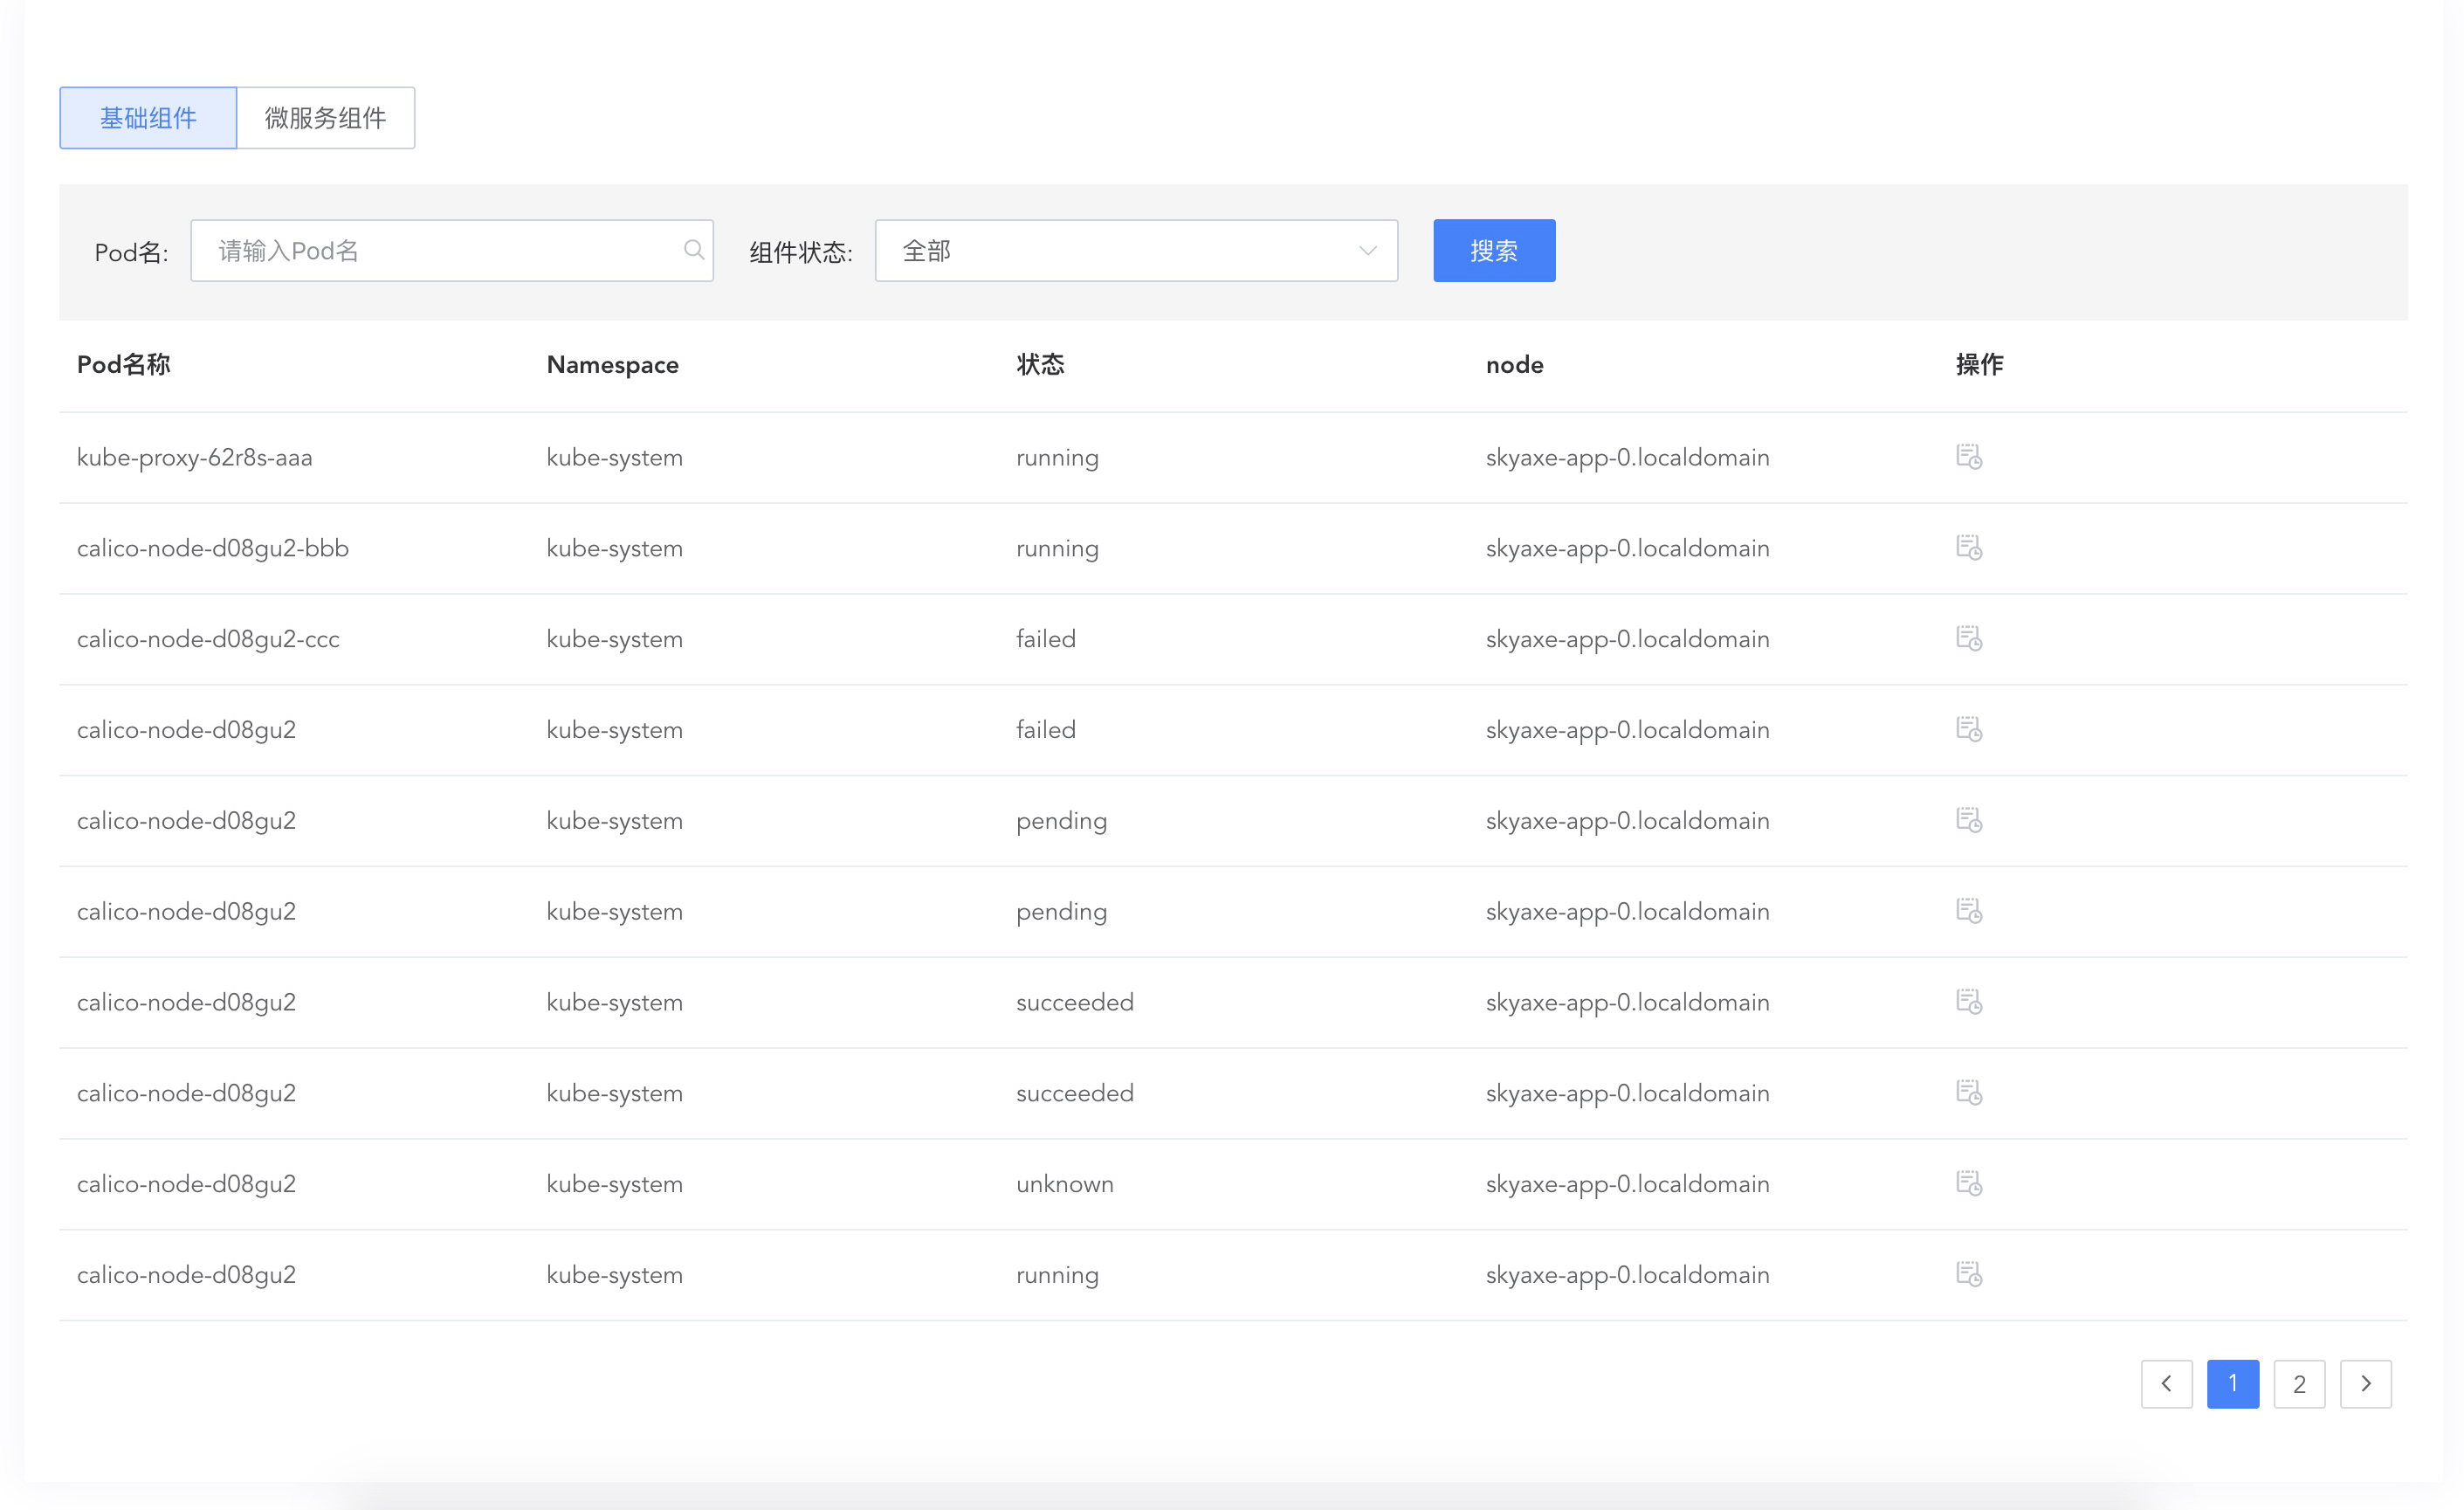 基础组件 微服务组件
Pod名: 请输入Pod名 组件状态: 全部 搜索
Pod名称 Namespace 状态 node 操作
kube-proxy-62r8s-aaa kube-system running skyaxe-app-0.localdomain
calico-node-d08gu2-bbb kube-system running skyaxe-app-0.localdomain
calico-node-d08gu2-ccc kube-system failed skyaxe-app-0.localdomain
calico-node-d08gu2 kube-system failed skyaxe-app-0.localdomain
calico-node-d08gu2 kube-system pending skyaxe-app-0.localdomain
calico-node-d08gu2 kube-system pending skyaxe-app-0.localdomain
calico-node-d08gu2 kube-system succeeded skyaxe-app-0.localdomain
calico-node-d08gu2 kube-system succeeded skyaxe-app-0.localdomain
calico-node-d08gu2 kube-system unknown skyaxe-app-0.localdomain
calico-node-d08gu2 kube-system running skyaxe-app-0.localdomain
1 2